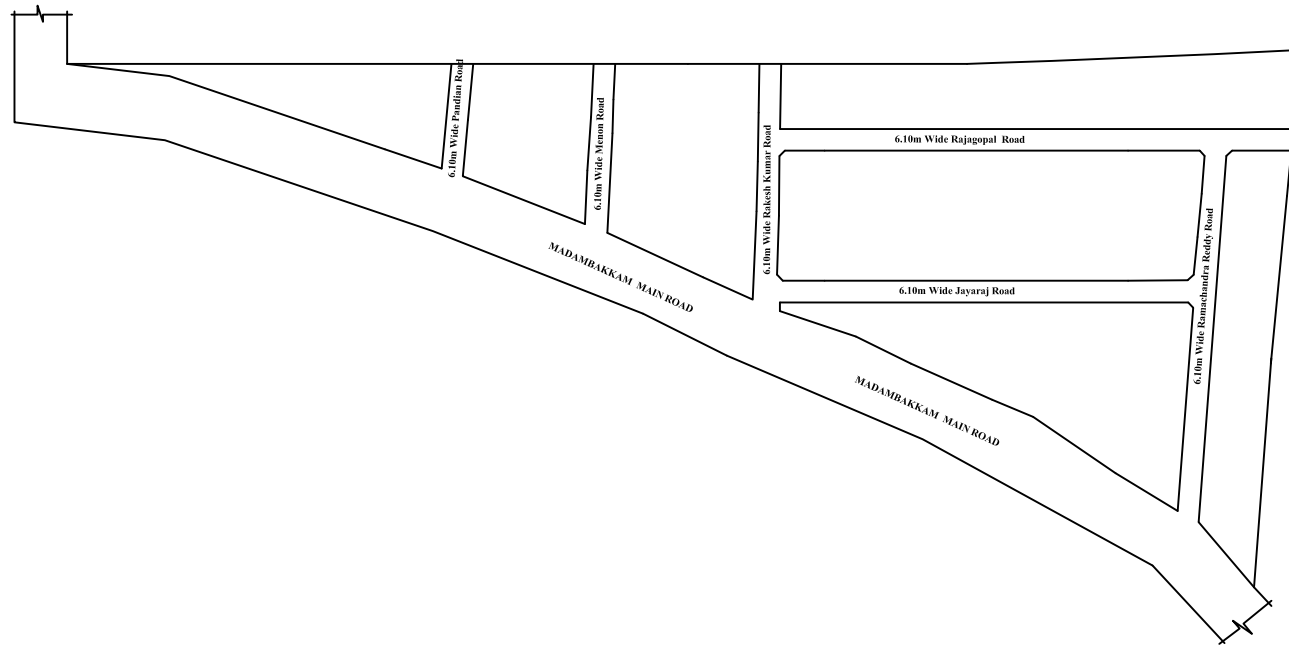 6.10m Wide Pandian Road
6.10m Wide Menon Road
6.10m Wide Rakesh Kumar Road
6.10m Wide Rajagopal Road
6.10m Wide Ramachandra Reddy Road
MADAMBAKKAM MAIN ROAD
6.10m Wide Jayaraj Road
MADAMBAKKAM MAIN ROAD